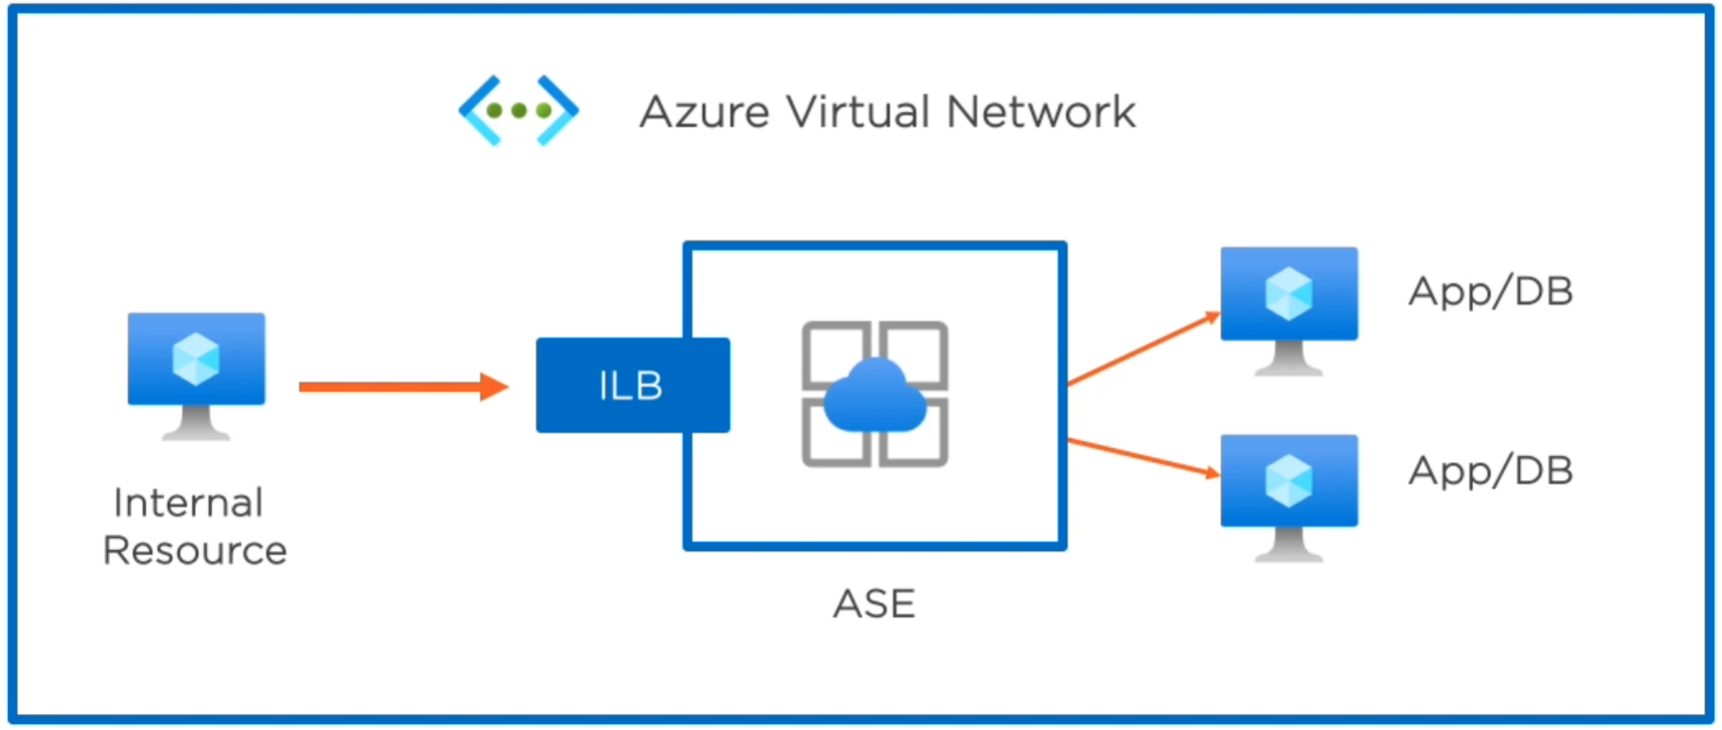 Azure Virtual Network
Internal
Resource
ILB
ASE
App/DB
App/DB